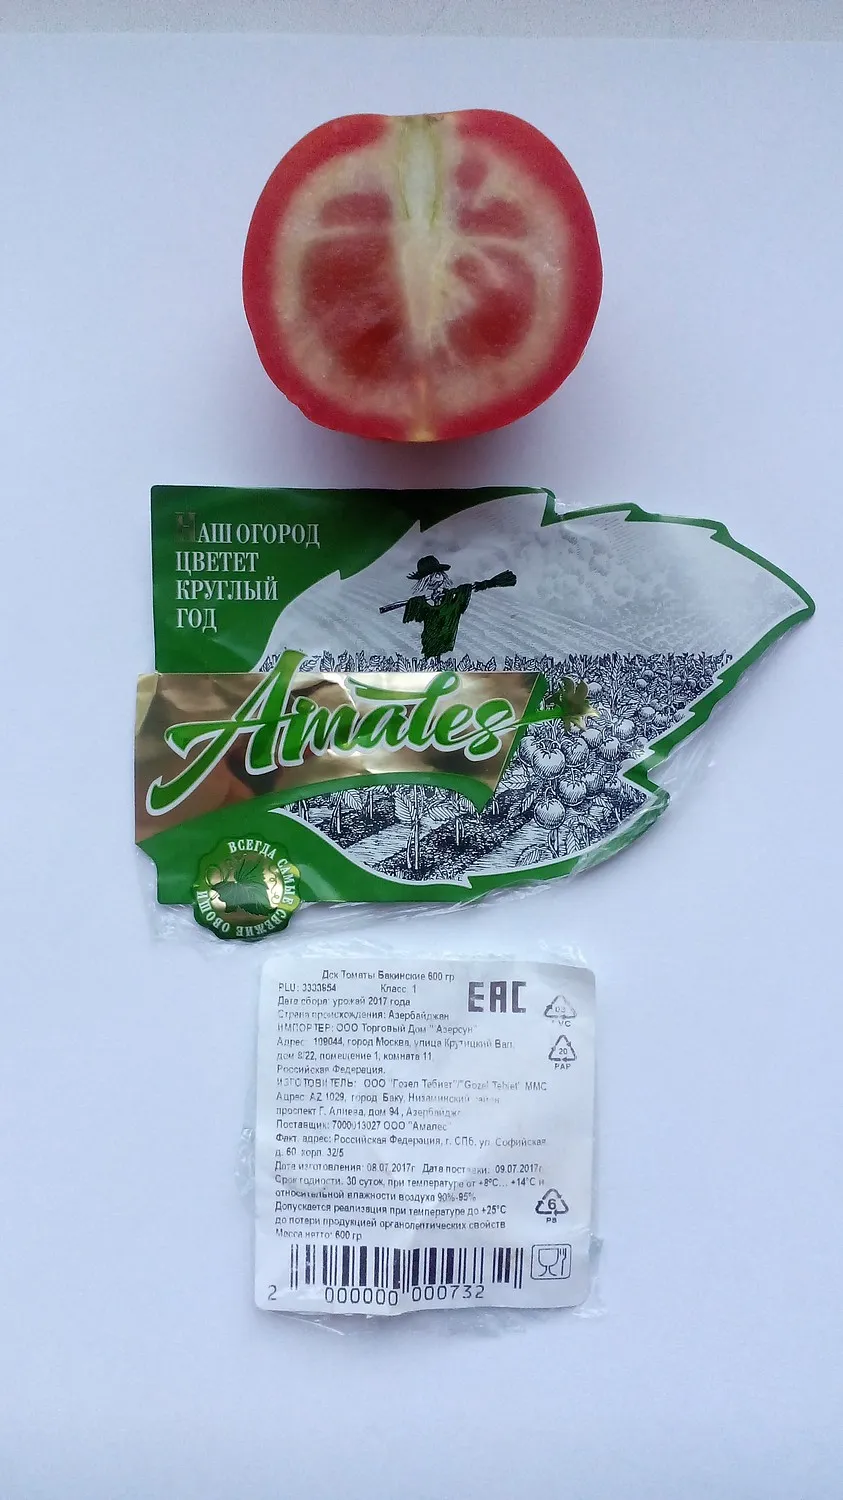 НАШ ОГОРОД
ЦВЕТЕТ
КРУГЛЫЙ
ГОД
Amales
ВСЕГДА САМЫЕ СВЕЖИЕ ОВОЩИ
Дск Томаты Бакинские 600 гр
PLU: 3333954 Класс: 1
EAC
Дата сбора: урожай 2017 года
Страна происхождения: Азербайджан
ИМПОРТЕР: ООО Торговый Дом "Азерсун"
Адрес: 109044, город Москва, улица Крутицкий Вал,
дом 8/22, помещение 1, комната 11.
Российская Федерация.
ИЗГОТОВИТЕЛЬ: ООО "Гозел Тебиет"/"Gozel Tebiet" MMC
Адрес: AZ 1029, город Баку, Низаминский район
проспект Г. Алиева, дом 94, Азербайджан
Поставщик: 7000013027 ООО "Амалес"
Факт. адрес: Российская Федерация, г. СПб, ул. Софийская
д. 60 корп. 32/5
Дата изготовления: 08.07.2017г. Дата поставки: 09.07.2017г.
Срок годности: 30 суток, при температуре от +8°C... +14°C и
относительной влажности воздуха 90%-95%
Допускается реализация при температуре до +25°C
до потери продукцией органолептических свойств
Масса нетто: 600 гр
20
PAP
6
PS
2 000000 000732